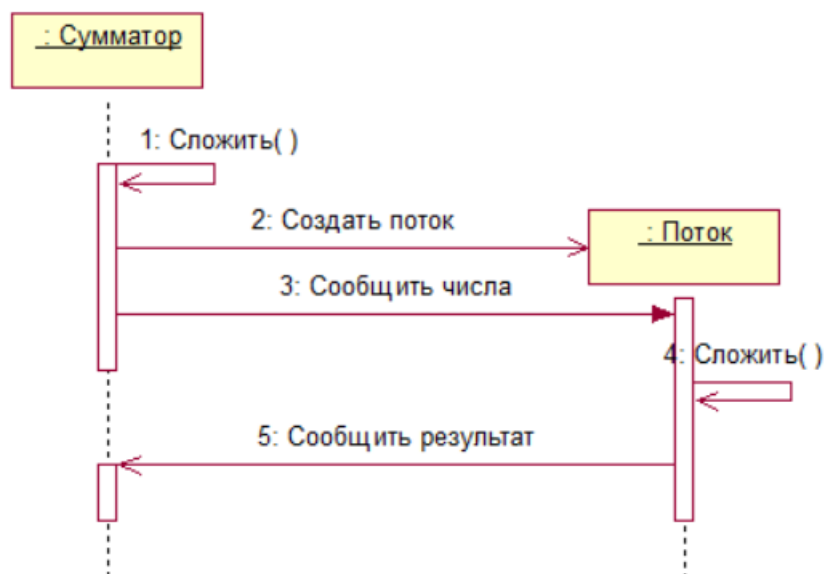 : Сумматор
1: Сложить( )
2: Создать поток
: Поток
3: Сообщить числа
4: Сложить( )
5: Сообщить результат